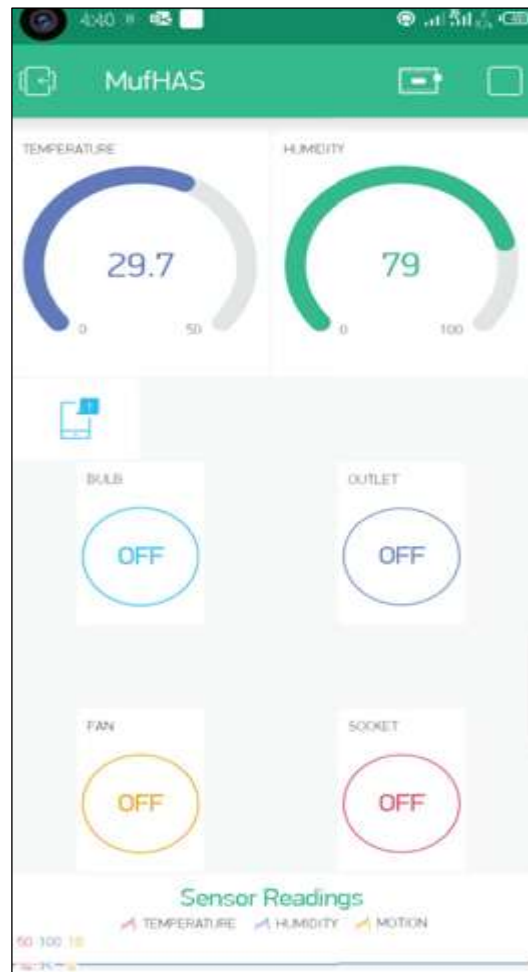 4:40
MufHAS
TEMPERATURE HUMIDITY
29.7 79
0 50 0 100
BULB OUTLET
OFF OFF
FAN SOCKET
OFF OFF
Sensor Readings
TEMPERATURE HUMIDITY MOTION
50 100 10